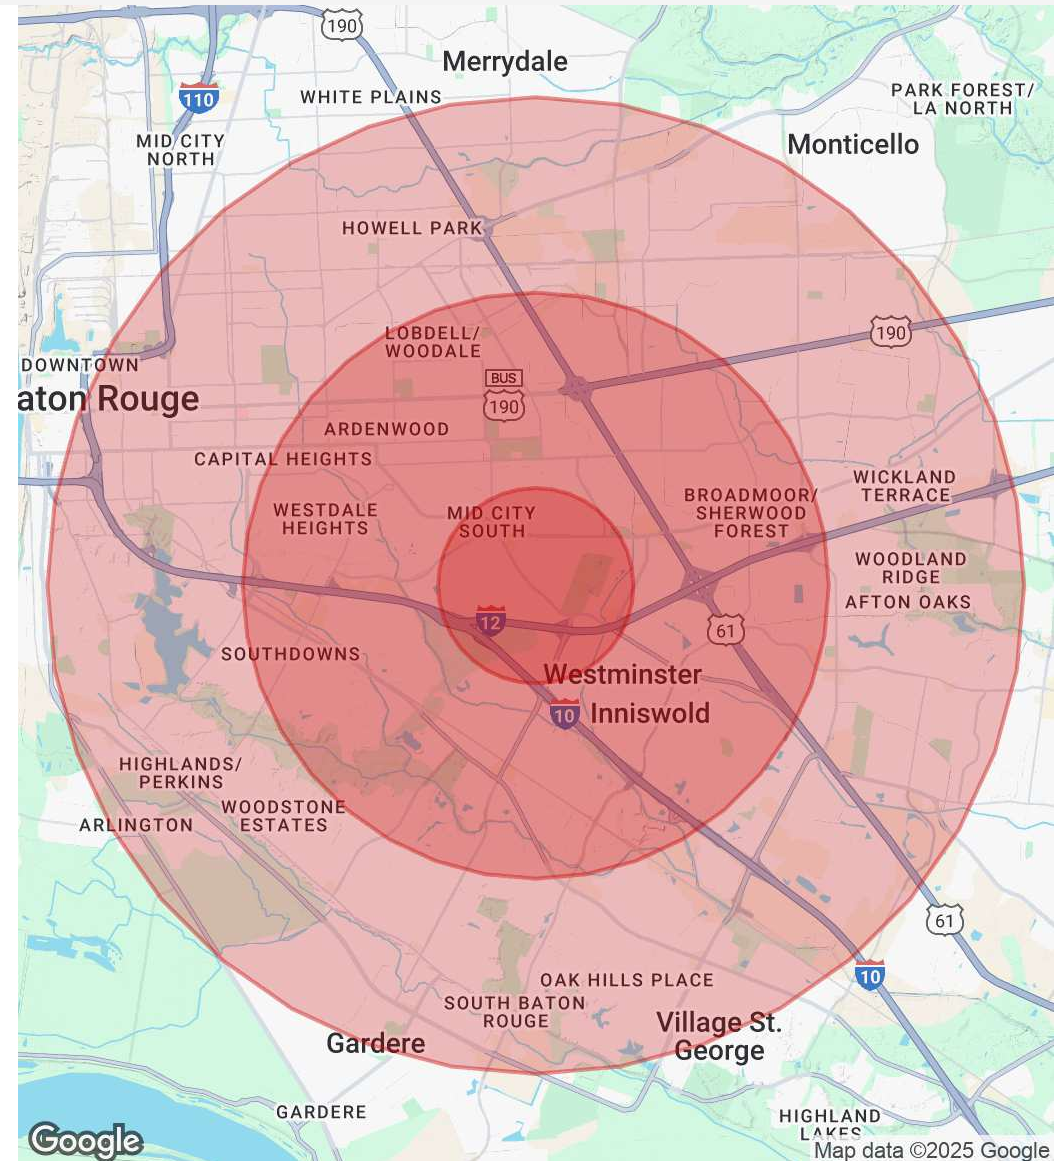 190
Merrydale
110
WHITE PLAINS
PARK FOREST/
LA NORTH
MID CITY
NORTH
Monticello
HOWELL PARK
190
LOBDELL/
WOODALE
DOWNTOWN
BUS
190
aton Rouge
ARDENWOOD
CAPITAL HEIGHTS
WICKLAND
TERRACE
BROADMOOR/
SHERWOOD
FOREST
WESTDALE
HEIGHTS
MID CITY
SOUTH
WOODLAND
RIDGE
AFTON OAKS
12
61
SOUTHDOWNS
Westminster
10
Inniswold
HIGHLANDS/
PERKINS
WOODSTONE
ESTATES
ARLINGTON
61
10
OAK HILLS PLACE
SOUTH BATON
ROUGE
Village St.
George
Gardere
GARDERE
HIGHLAND
LAKES
Google
Map data ©2025 Google